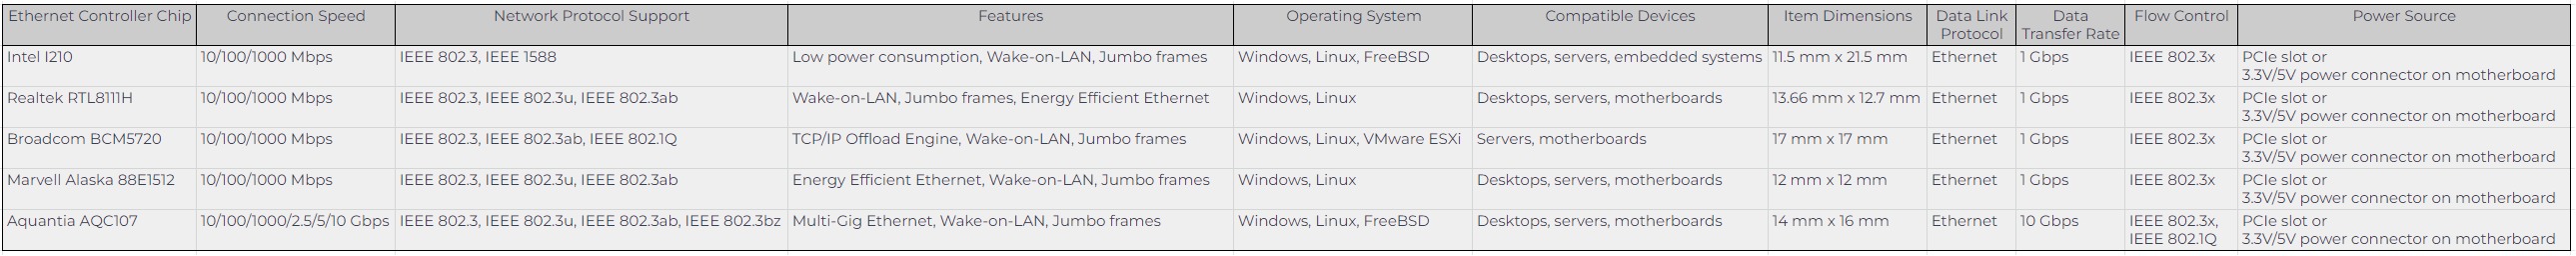 Ethernet Controller Chip Connection Speed Network Protocol Support Features Operating System Compatible Devices Item Dimensions Data Link Protocol Data Transfer Rate Flow Control Power Source
Intel I210 10/100/1000 Mbps IEEE 802.3, IEEE 1588 Low power consumption, Wake-on-LAN, Jumbo frames Windows, Linux, FreeBSD Desktops, servers, embedded systems 11.5 mm x 21.5 mm Ethernet 1 Gbps IEEE 802.3x PCIe slot or
3.3V/5V power connector on motherboard
Realtek RTL8111H 10/100/1000 Mbps IEEE 802.3, IEEE 802.3u, IEEE 802.3ab Wake-on-LAN, Jumbo frames, Energy Efficient Ethernet Windows, Linux Desktops, servers, motherboards 13.66 mm x 12.7 mm Ethernet 1 Gbps IEEE 802.3x PCIe slot or
3.3V/5V power connector on motherboard
Broadcom BCM5720 10/100/1000 Mbps IEEE 802.3, IEEE 802.3ab, IEEE 802.1Q TCP/IP Offload Engine, Wake-on-LAN, Jumbo frames Windows, Linux, VMware ESXi Servers, motherboards 17 mm x 17 mm Ethernet 1 Gbps IEEE 802.3x PCIe slot or
3.3V/5V power connector on motherboard
Marvell Alaska 88E1512 10/100/1000 Mbps IEEE 802.3, IEEE 802.3u, IEEE 802.3ab Energy Efficient Ethernet, Wake-on-LAN, Jumbo frames Windows, Linux Desktops, servers, motherboards 12 mm x 12 mm Ethernet 1 Gbps IEEE 802.3x PCIe slot or
3.3V/5V power connector on motherboard
Aquantia AQC107 10/100/1000/2.5/5/10 Gbps IEEE 802.3, IEEE 802.3u, IEEE 802.3ab, IEEE 802.3bz Multi-Gig Ethernet, Wake-on-LAN, Jumbo frames Windows, Linux, FreeBSD Desktops, servers, motherboards 14 mm x 16 mm Ethernet 10 Gbps IEEE 802.3x, PCIe slot or
IEEE 802.1Q 3.3V/5V power connector on motherboard